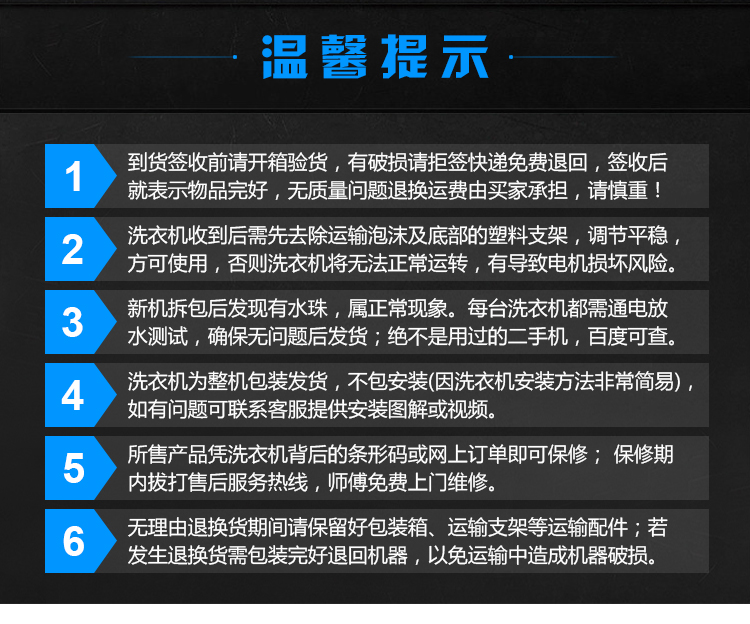 温馨提示
1
到货签收前请开箱验货，有破损请拒签快递免费退回，签收后
就表示物品完好，无质量问题退换运费由买家承担，请慎重！
2
洗衣机收到后需先去除运输泡沫及底部的塑料支架，调节平稳，
方可使用，否则洗衣机将无法正常运转，有导致电机损坏风险。
3
新机拆包后发现有水珠，属正常现象。每台洗衣机都需通电放
水测试，确保无问题后发货；绝不是用过的二手机，百度可查。
4
洗衣机为整机包装发货，不包安装(因洗衣机安装方法非常简易)，
如有问题可联系客服提供安装图解或视频。
5
所售产品凭洗衣机背后的条形码或网上订单即可保修； 保修期
内拔打售后服务热线，师傅免费上门维修。
6
无理由退换货期间请保留好包装箱、运输支架等运输配件；若
发生退换货需包装完好退回机器，以免运输中造成机器破损。